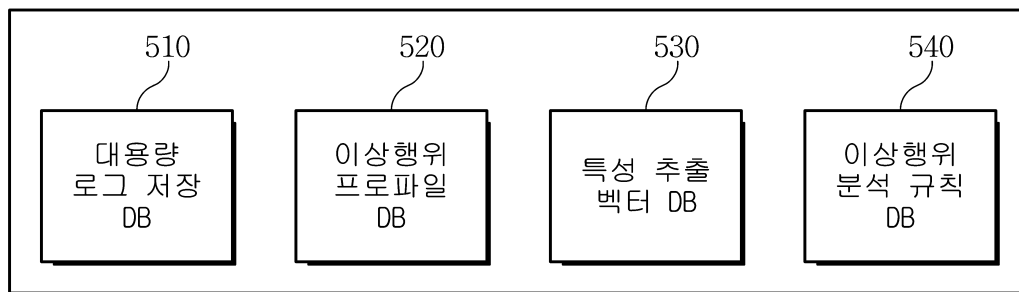 510
520
530
540
대용량
로그 저장
DB
이상행위
프로파일
DB
특성 추출
벡터 DB
이상행위
분석 규칙
DB